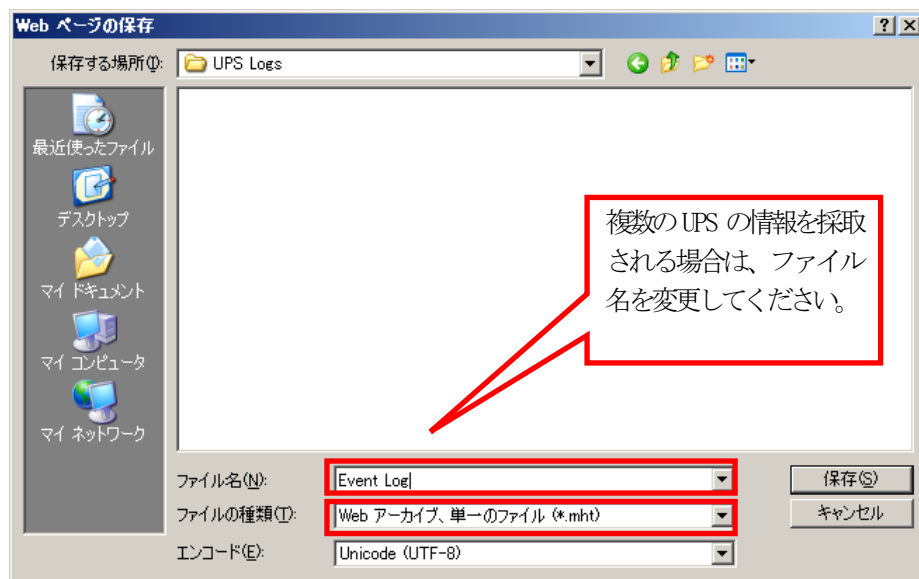 Web ページの保存
保存する場所(I):
UPS Logs
最近使ったファイル
デスクトップ
マイ ドキュメント
マイ コンピュータ
マイ ネットワーク
複数の UPS の情報を採取
される場合は、ファイル
名を変更してください。
ファイル名(N):
Event Log
保存(S)
ファイルの種類(T):
Web アーカイブ、単一のファイル (*.mht)
キャンセル
エンコード(E):
Unicode (UTF-8)